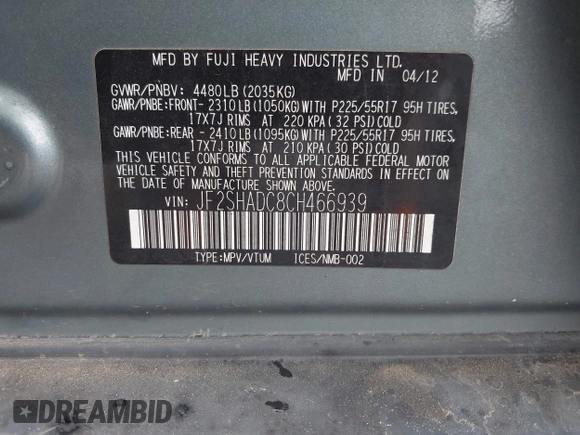 MFD BY FUJI HEAVY INDUSTRIES LTD.
MFD IN 04/12
GVWR/PNBV: 4480LB(2035KG)
GAWR/PNBE:FRONT- 2310LB(1050KG)WITH P225/55R17 95H TIRES,
17X7J RIMS AT 220 KPA( 32 PSI)COLD
GAWR/PNBE:REAR - 2410LB(1095KG)WITH P225/55R17 95H TIRES,
17X7J RIMS AT 210 KPA( 30 PSI)COLD
THIS VEHICLE CONFORMS TO ALL APPLICABLE FEDERAL MOTOR
VEHICLE SAFETY AND THEFT PREVENTION STANDARDS IN EFFECT ON
THE DATE OF MANUFACTURE SHOWN ABOVE.
VIN: JF2SHADC8CH466939
TYPE:MPV/VTUM ICES/NMB-002
DREAMBID